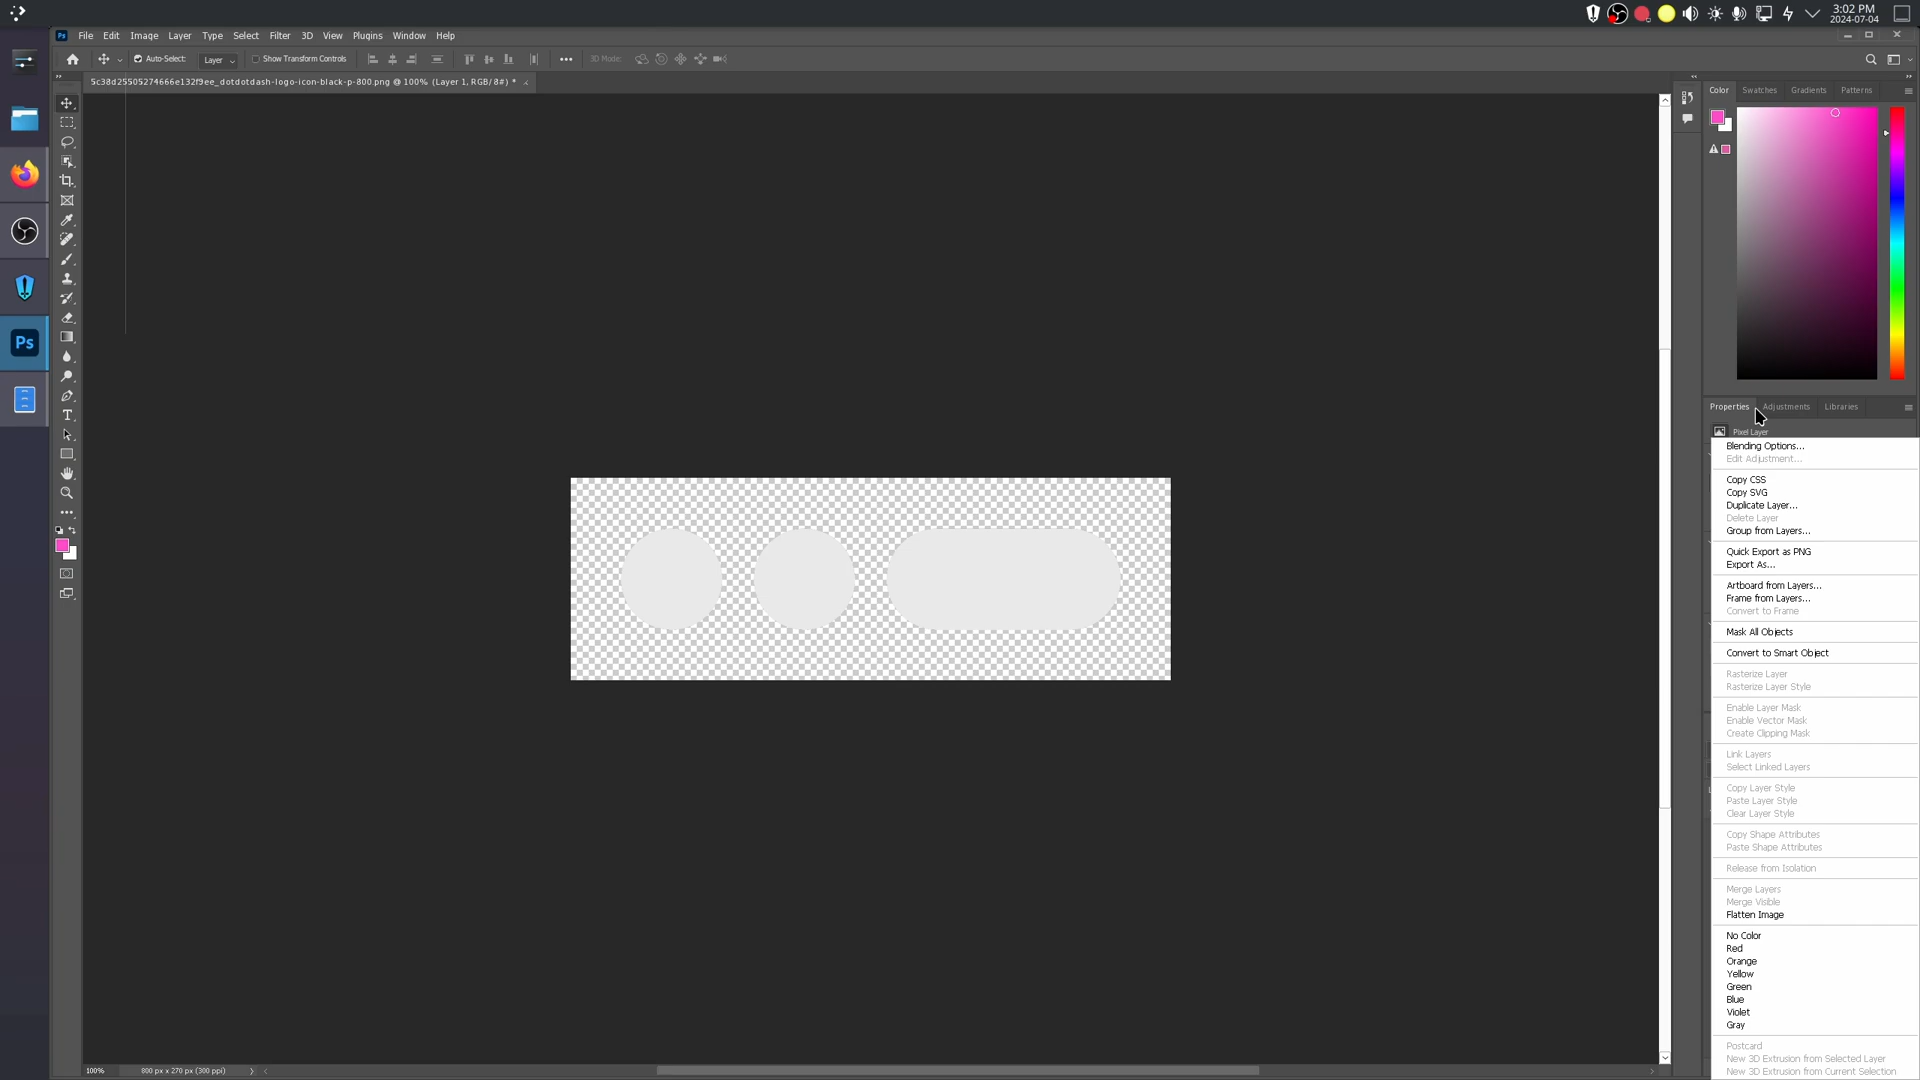 3:02 PM
2024-07-04
Ps File Edit Image Layer Type Select Filter 3D View Plugins Window Help
Auto-Select: Layer Show Transform Controls 3D Mode:
5c38d25505274666e132f9ee_dotdotdash-logo-icon-black-p-800.png @ 100% (Layer 1, RGB/8#) *
Color Swatches Gradients Patterns
Ps
T
Properties Adjustments Libraries
Pixel Layer
Blending Options...
Edit Adjustment...
Copy CSS
Copy SVG
Duplicate Layer...
Delete Layer
Group from Layers...
Quick Export as PNG
Export As...
Artboard from Layers...
Frame from Layers...
Convert to Frame
Mask All Objects
Convert to Smart Object
Rasterize Layer
Rasterize Layer Style
Enable Layer Mask
Enable Vector Mask
Create Clipping Mask
Link Layers
Select Linked Layers
Copy Layer Style
Paste Layer Style
Clear Layer Style
Copy Shape Attributes
Paste Shape Attributes
Release from Isolation
Merge Layers
Merge Visible
Flatten Image
No Color
Red
Orange
Yellow
Green
Blue
Violet
Gray
Postcard
New 3D Extrusion from Selected Layer
New 3D Extrusion from Current Selection
100% 800 px x 270 px (300 ppi)